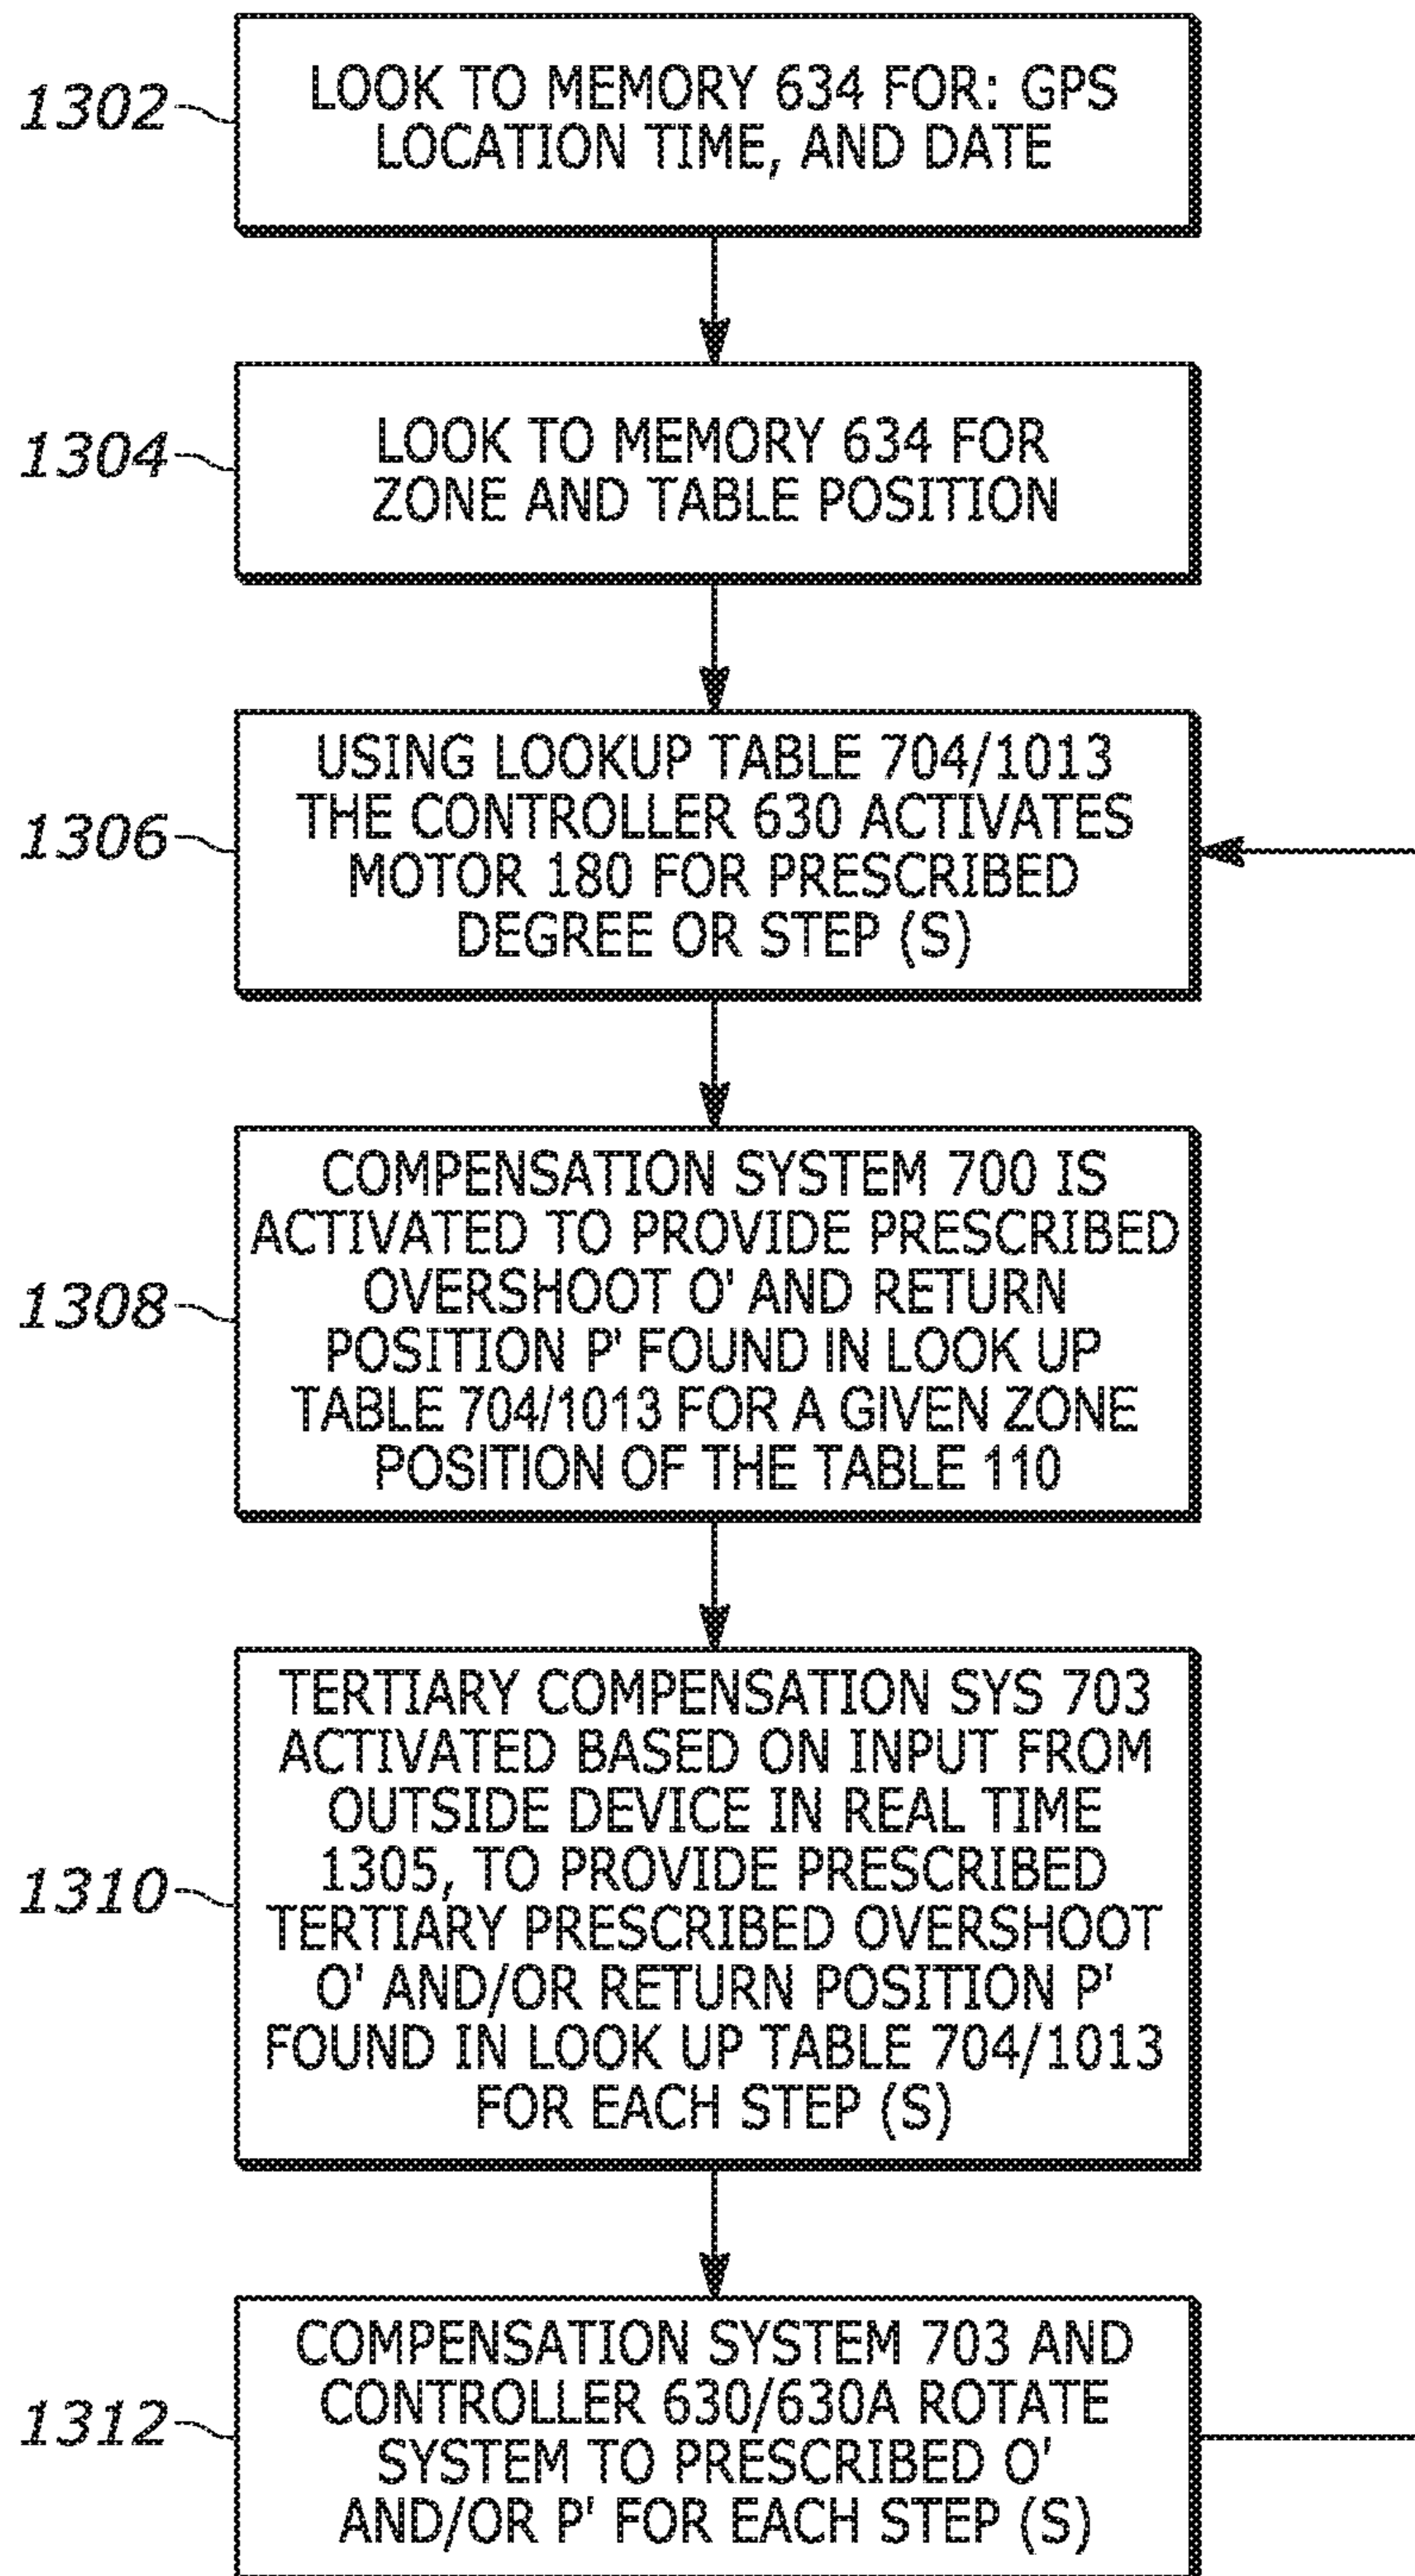 1302
LOOK TO MEMORY 634 FOR: GPS
LOCATION TIME, AND DATE
1304
LOOK TO MEMORY 634 FOR
ZONE AND TABLE POSITION
1306
USING LOOKUP TABLE 704/1013
THE CONTROLLER 630 ACTIVATES
MOTOR 180 FOR PRESCRIBED
DEGREE OR STEP (S)
1308
COMPENSATION SYSTEM 700 IS
ACTIVATED TO PROVIDE PRESCRIBED
OVERSHOOT O' AND RETURN
POSITION P' FOUND IN LOOK UP
TABLE 704/1013 FOR A GIVEN ZONE
POSITION OF THE TABLE 110
1310
TERTIARY COMPENSATION SYS 703
ACTIVATED BASED ON INPUT FROM
OUTSIDE DEVICE IN REAL TIME
1305, TO PROVIDE PRESCRIBED
TERTIARY PRESCRIBED OVERSHOOT
O' AND/OR RETURN POSITION P'
FOUND IN LOOK UP TABLE 704/1013
FOR EACH STEP (S)
1312
COMPENSATION SYSTEM 703 AND
CONTROLLER 630/630A ROTATE
SYSTEM TO PRESCRIBED O'
AND/OR P' FOR EACH STEP (S)